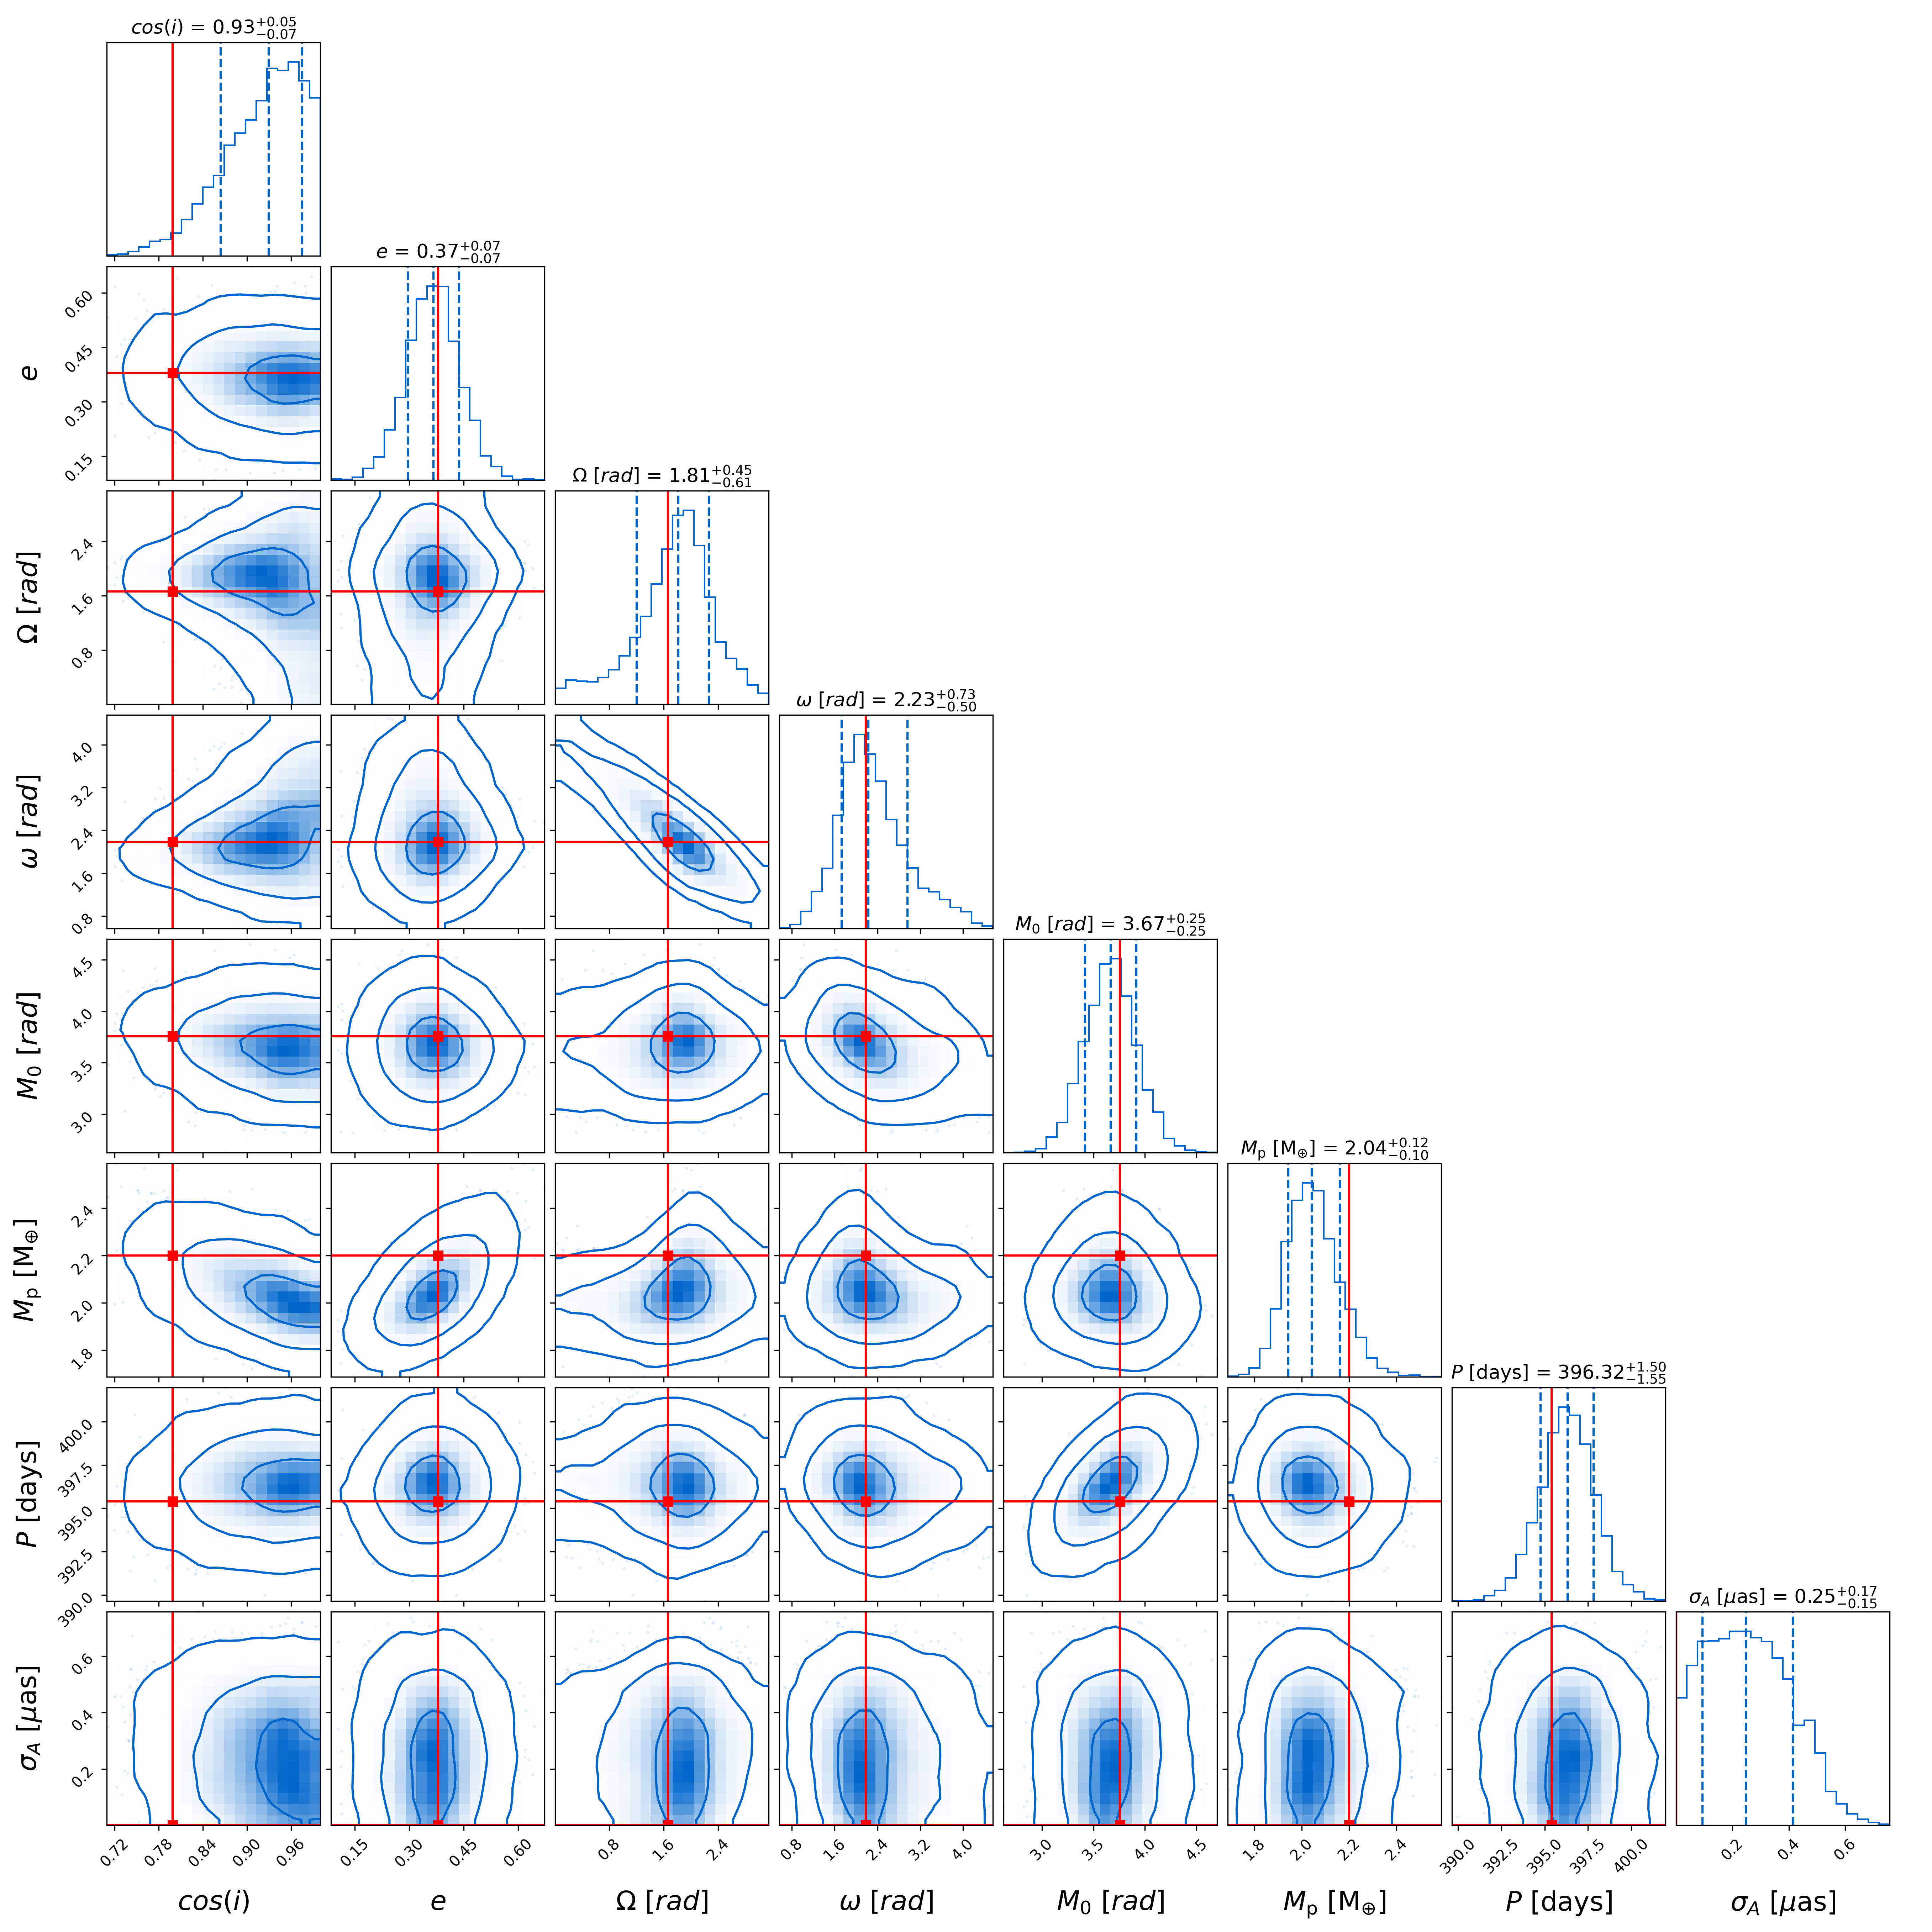 cos(i) = 0.93 +0.05 −0.07
e = 0.37 +0.07 −0.07
0.60
0.45
0.30
0.15
e
Ω [rad] = 1.81 +0.45 −0.61
2.4
1.6
0.8
Ω [rad]
ω [rad] = 2.23 +0.73 −0.50
4.0
3.2
2.4
1.6
0.8
ω [rad]
M₀ [rad] = 3.67 +0.25 −0.25
4.5
4.0
3.5
3.0
M₀ [rad]
Mₚ [M⊕] = 2.04 +0.12 −0.10
2.4
2.2
2.0
1.8
Mₚ [M⊕]
P [days] = 396.32 +1.50 −1.55
400.0
397.5
395.0
392.5
390.0
P [days]
σ_A [μas] = 0.25 +0.17 −0.15
0.6
0.4
0.2
σ_A [μas]
0.72 0.78 0.84 0.90 0.96 0.15 0.30 0.45 0.60 0.8 1.6 2.4 0.8 1.6 2.4 3.2 4.0 3.0 3.5 4.0 4.5 1.8 2.0 2.2 2.4 390.0 392.5 395.0 397.5 400.0 0.2 0.4 0.6
cos(i) e Ω [rad] ω [rad] M₀ [rad] Mₚ [M⊕] P [days] σ_A [μas]